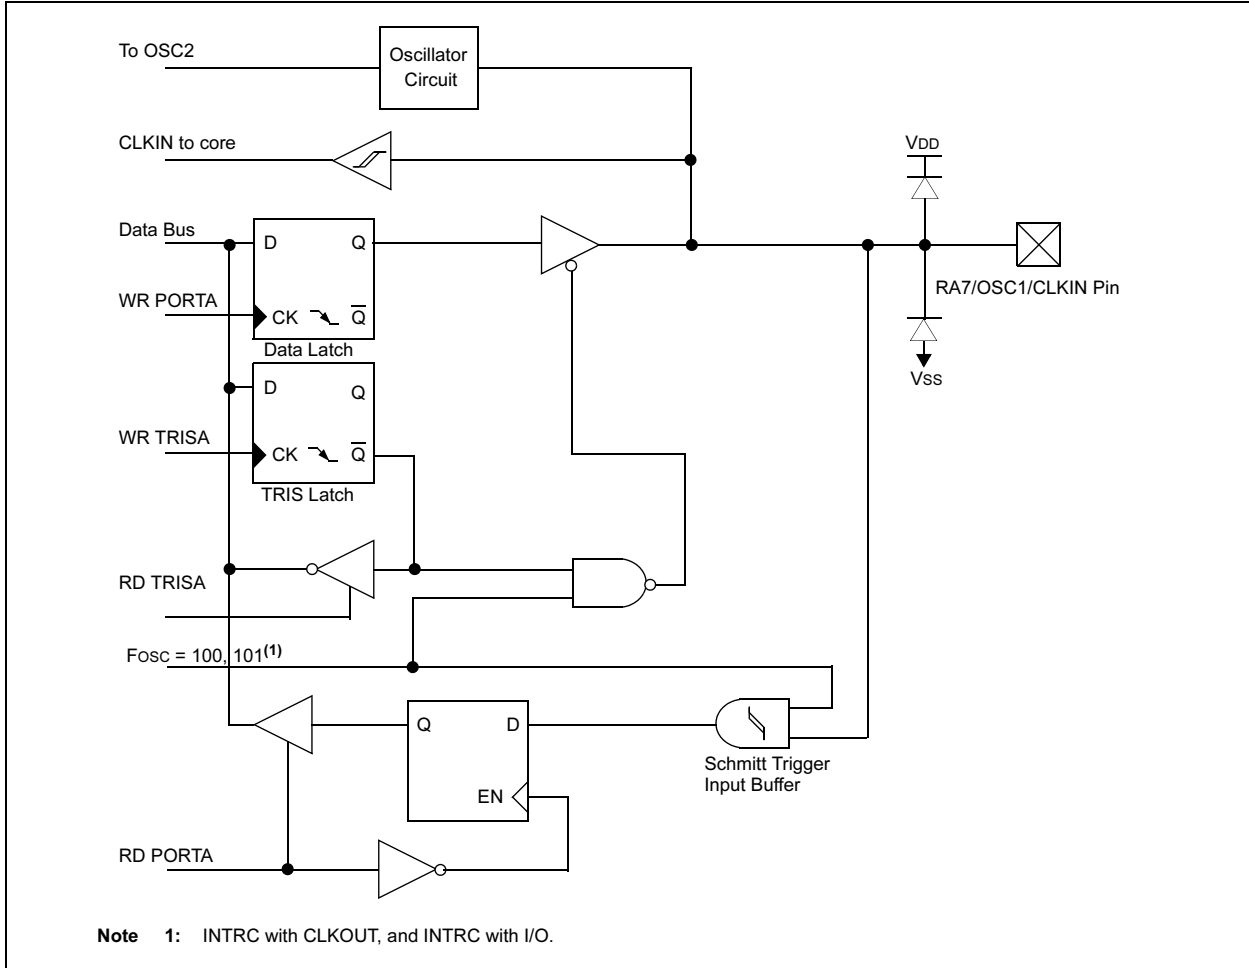 To OSC2
Oscillator
Circuit
CLKIN to core
VDD
Data Bus
D
Q
RA7/OSC1/CLKIN Pin
WR PORTA
CK
Q̅
Data Latch
VSS
D
Q
WR TRISA
CK
Q̅
TRIS Latch
RD TRISA
FOSC = 100, 101(1)
Q
D
Schmitt Trigger
Input Buffer
EN
RD PORTA
Note 1: INTRC with CLKOUT, and INTRC with I/O.